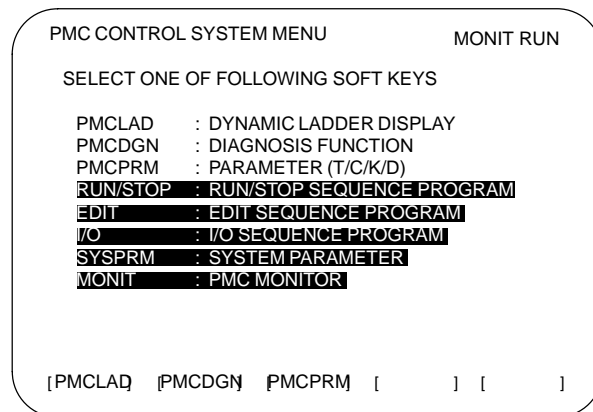 PMC CONTROL SYSTEM MENU MONIT RUN
SELECT ONE OF FOLLOWING SOFT KEYS
PMCLAD : DYNAMIC LADDER DISPLAY
PMCDGN : DIAGNOSIS FUNCTION
PMCPRM : PARAMETER (T/C/K/D)
RUN/STOP : RUN/STOP SEQUENCE PROGRAM
EDIT : EDIT SEQUENCE PROGRAM
I/O : I/O SEQUENCE PROGRAM
SYSPRM : SYSTEM PARAMETER
MONIT : PMC MONITOR
[PMCLAD] [PMCDGN] [PMCPRM] [ ] [ ]